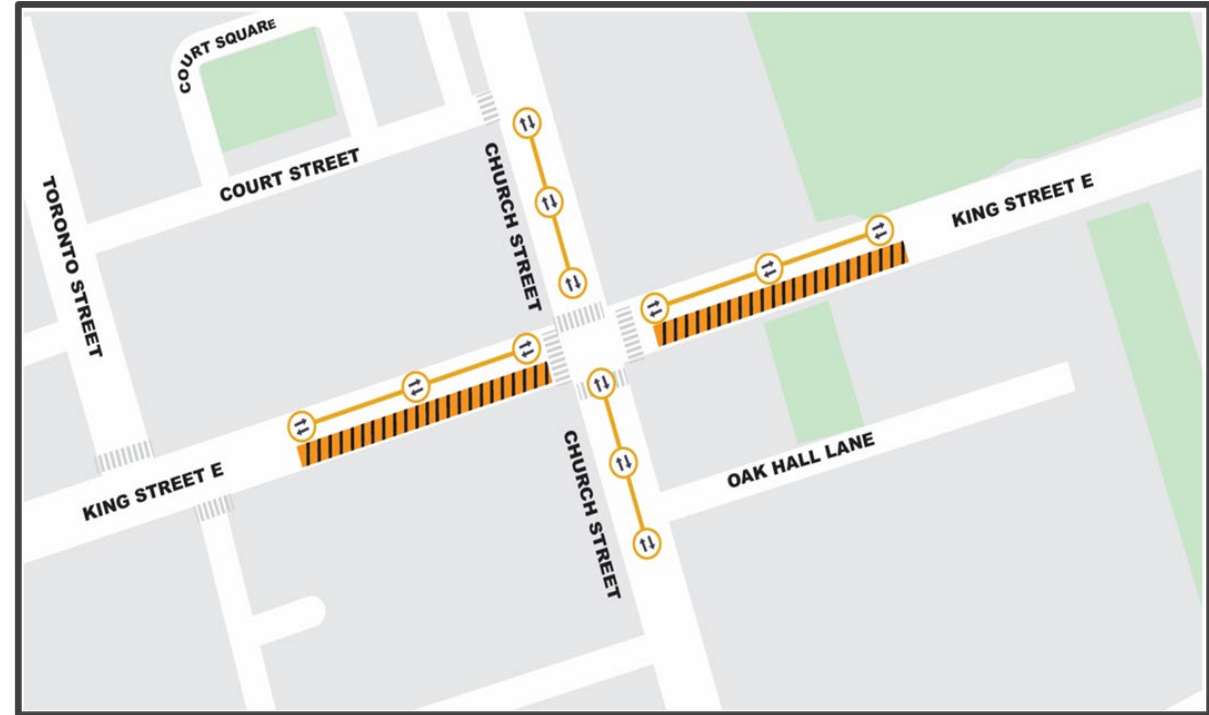 COURT SQUARE
COURT STREET
TORONTO STREET
CHURCH STREET
KING STREET E
KING STREET E
CHURCH STREET
OAK HALL LANE